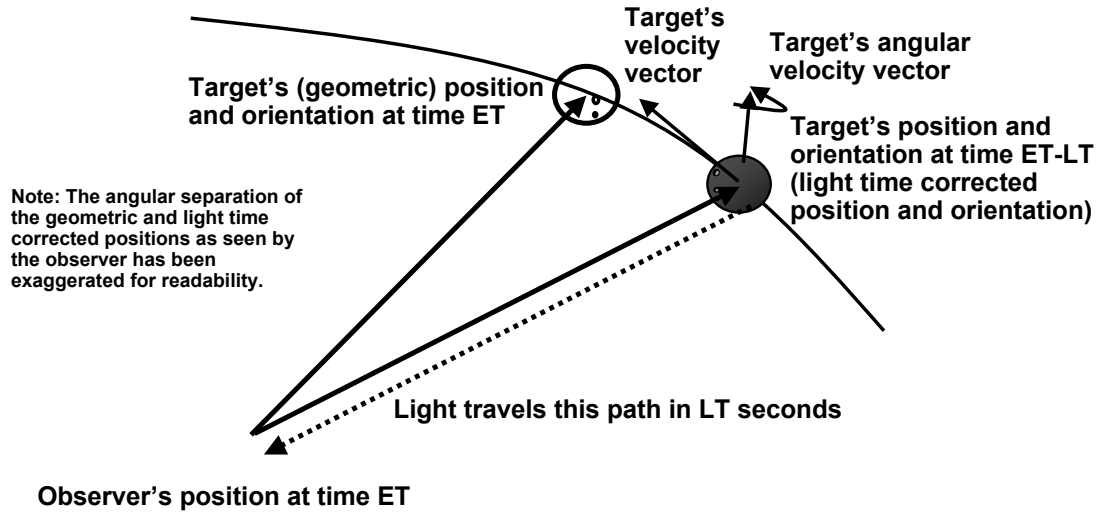 Target's
velocity
vector
Target's angular
velocity vector
Target's (geometric) position
and orientation at time ET
Target's position and
orientation at time ET-LT
(light time corrected
position and orientation)
Note: The angular separation of
the geometric and light time
corrected positions as seen by
the observer has been
exaggerated for readability.
Light travels this path in LT seconds
Observer's position at time ET